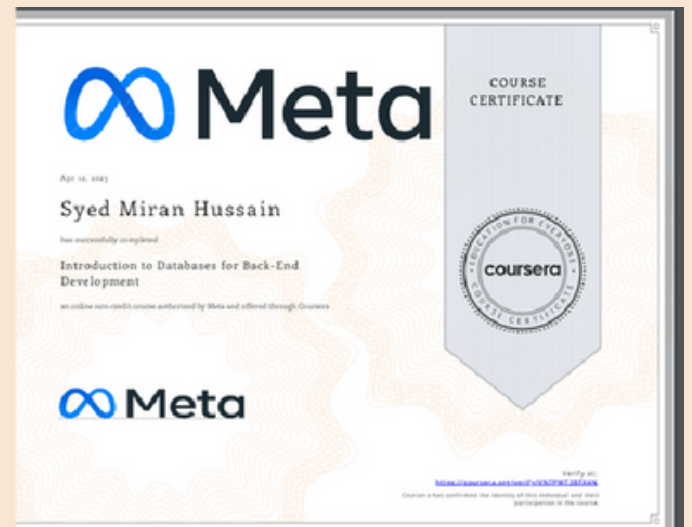 Meta
COURSE
CERTIFICATE
Syed Miran Hussain
has successfully completed
Introduction to Databases for Back-End
Development
an online non-credit course authorized by Meta and offered through Coursera
EDUCATION FOR EVERYONE
coursera
COURSE CERTIFICATE
Meta
Verify at:
Coursera has confirmed the identity of this individual and their
participation in the course.